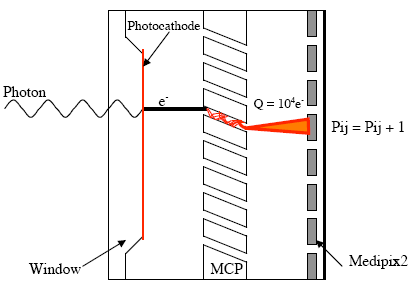 Photocathode
Photon
e-
Q = 10⁴e-
Pij = Pij + 1
Window
MCP
Medipix2